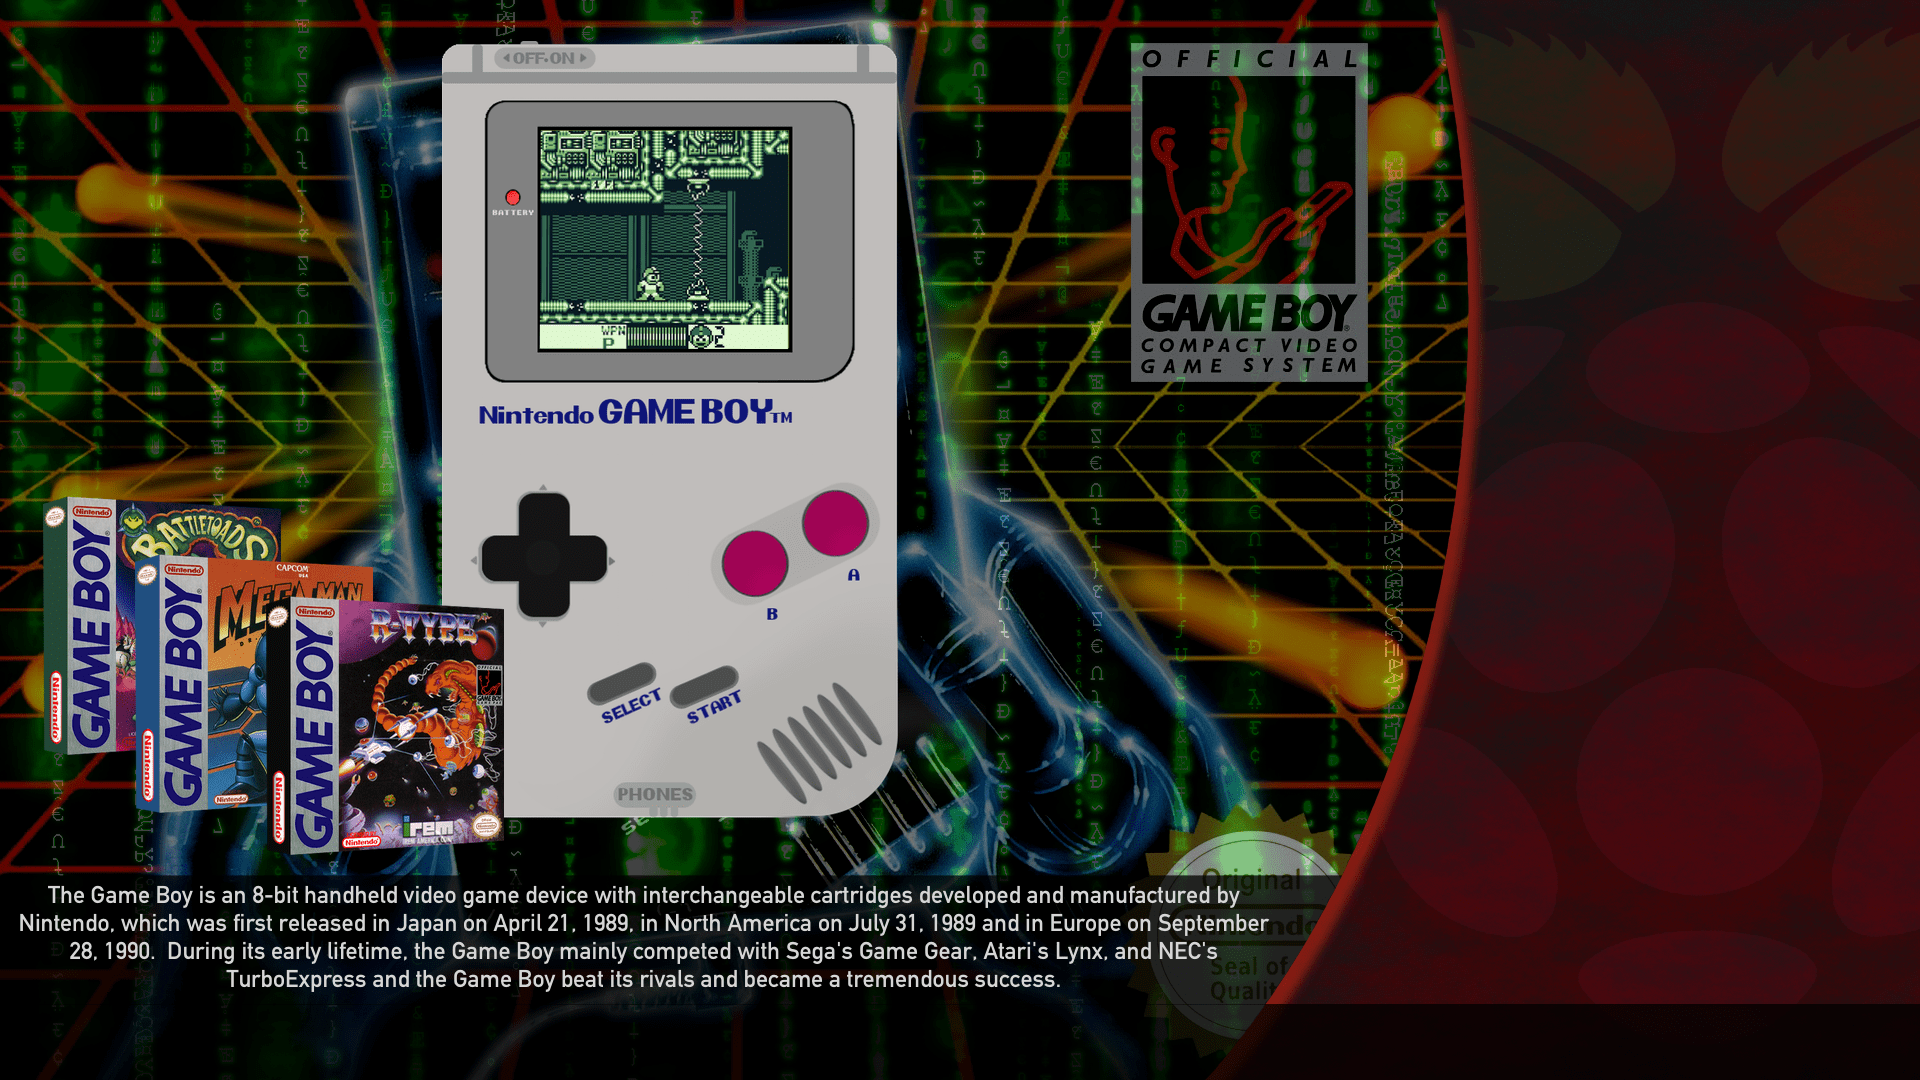 OFF·ON
BATTERY
WPN
P
2
Nintendo GAME BOY TM
A
B
SELECT
START
PHONES
OFFICIAL
GAME BOY
COMPACT VIDEO
GAME SYSTEM
Nintendo
GAME BOY
BATTLETOADS
Nintendo
Nintendo
GAME BOY
CAPCOM
USA
MEGA MAN
Nintendo
Nintendo
Nintendo
GAME BOY
R-TYPE
irem
Nintendo
Nintendo
Original
Seal of
The Game Boy is an 8-bit handheld video game device with interchangeable cartridges developed and manufactured by
Nintendo, which was first released in Japan on April 21, 1989, in North America on July 31, 1989 and in Europe on September
28, 1990. During its early lifetime, the Game Boy mainly competed with Sega's Game Gear, Atari's Lynx, and NEC's
TurboExpress and the Game Boy beat its rivals and became a tremendous success.